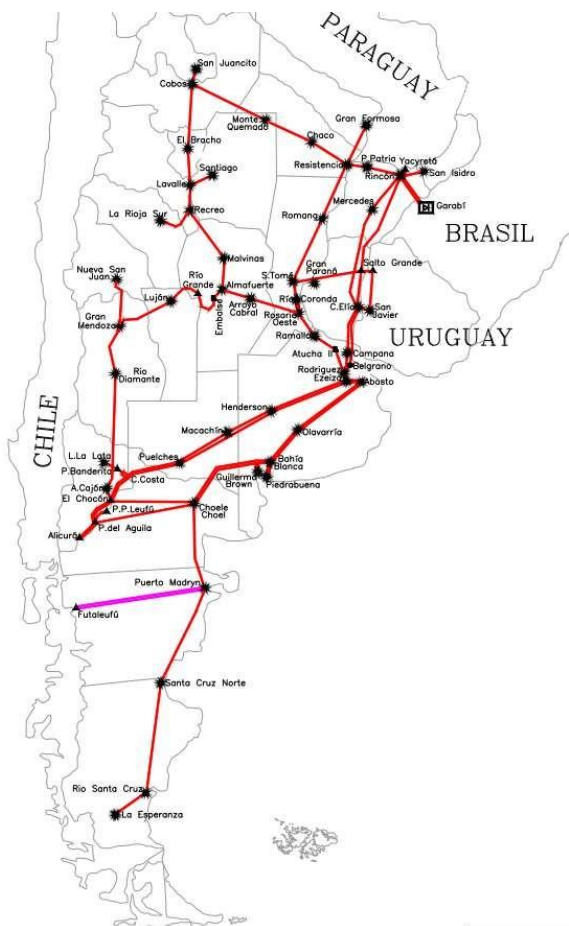 PARAGUAY
San Juancito
Cobos
Monte
Quemado
Gran Formosa
Chaco
El Bracho
Santiago
Resistencia
P.Patria
Yacyretá
Rincón
San Isidro
Lavalle
Mercedes
Garabí
La Rioja Sur
Recreo
Romang
BRASIL
Malvinas
Gran
Paraná
Salto Grande
Nueva San
Juan
Río
Grande
S.Tomé
Almafuerte
Luján
Embalse
Arroyo
Cabral
Río
Coronda
Rosario
Oeste
C.Elía
San
Javier
Gran
Mendoza
Ramallo
URUGUAY
Atucha II
Campana
Belgrano
Rodriguez
Ezeiza
Abasto
Rio
Diamante
Henderson
CHILE
Macachín
Olavarría
L.La Lata
Puelches
P.Banderita
C.Costa
Bahía
Blanca
Guillermo
Brown
Piedrabuena
A.Cajón
El Chocón
P.P.Leufú
Choele
Choel
P.del Aguila
Alicurá
Puerto Madryn
Futaleufú
Santa Cruz Norte
Rio Santa Cruz
La Esperanza